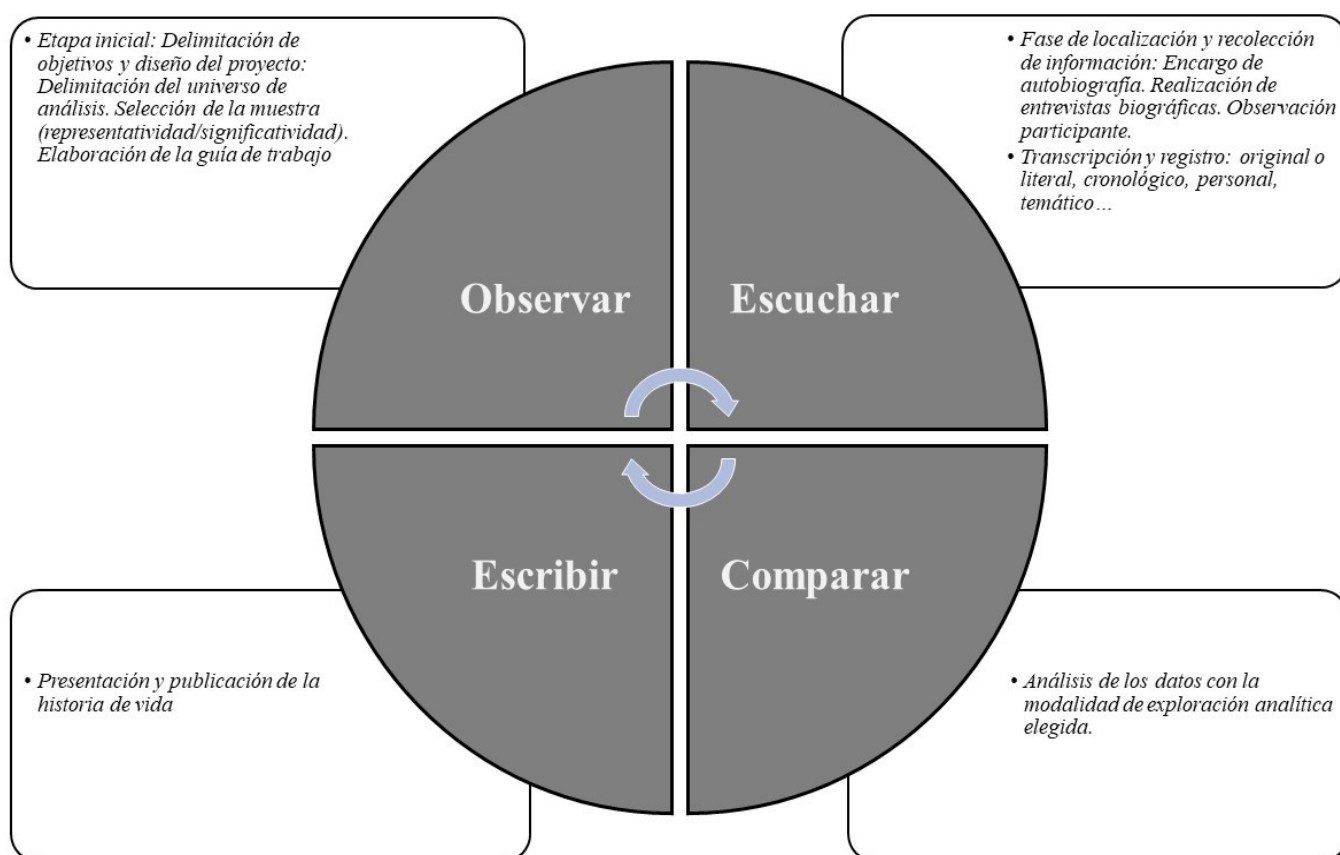 • Etapa inicial: Delimitación de
objetivos y diseño del proyecto:
Delimitación del universo de
análisis. Selección de la muestra
(representatividad/significatividad).
Elaboración de la guía de trabajo
• Fase de localización y recolección
de información: Encargo de
autobiografía. Realización de
entrevistas biográficas. Observación
participante.
• Transcripción y registro: original o
literal, cronológico, personal,
temático…
Observar
Escuchar
Escribir
Comparar
• Presentación y publicación de la
historia de vida
• Análisis de los datos con la
modalidad de exploración analítica
elegida.